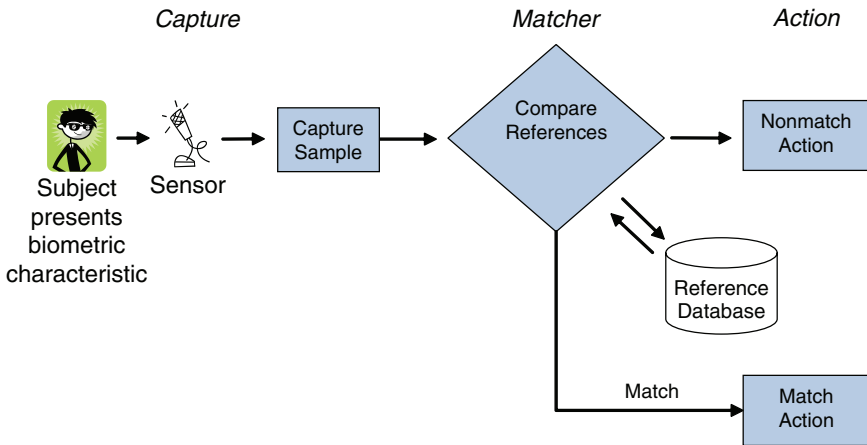 Capture
Matcher
Action
Subject
presents
biometric
characteristic
Sensor
Capture
Sample
Compare
References
Nonmatch
Action
Reference
Database
Match
Match
Action